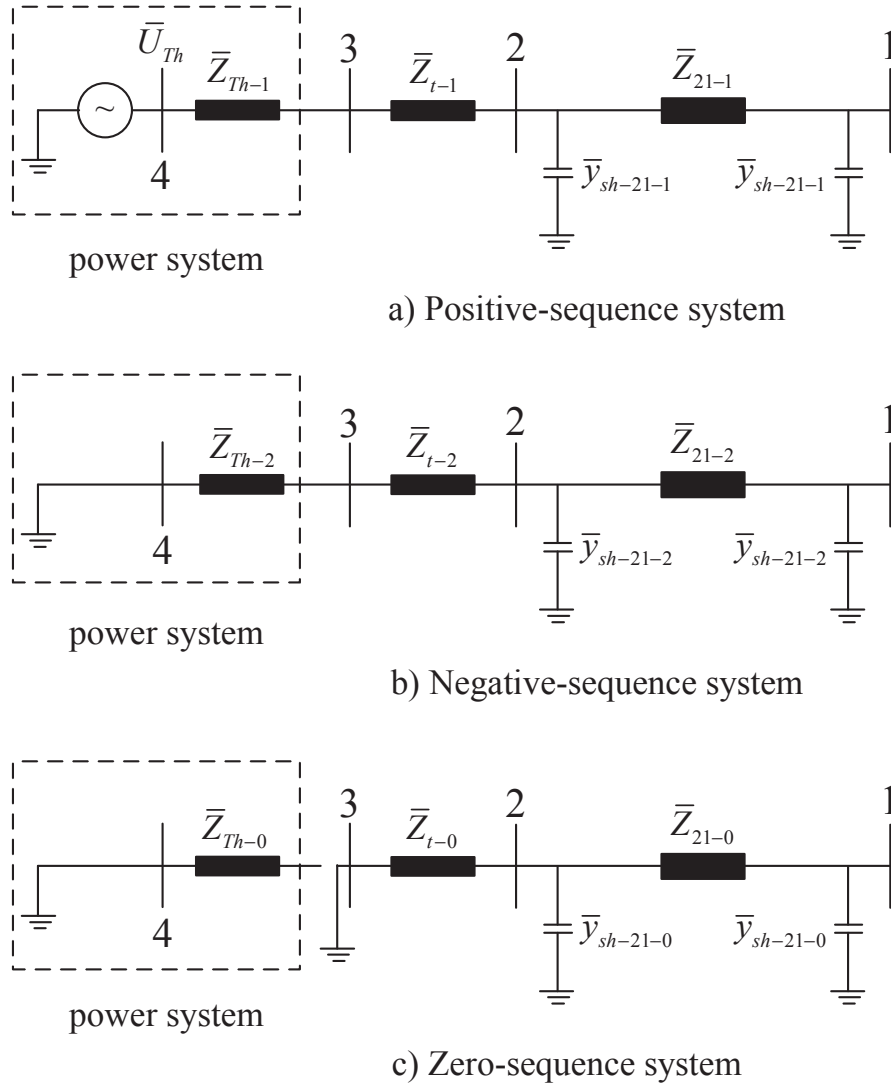 Ū_Th
Z̄_Th-1
3
Z̄_t-1
2
Z̄_21-1
1
~
4
ȳ_sh-21-1
ȳ_sh-21-1
power system
a) Positive-sequence system
Z̄_Th-2
3
Z̄_t-2
2
Z̄_21-2
1
4
ȳ_sh-21-2
ȳ_sh-21-2
power system
b) Negative-sequence system
Z̄_Th-0
3
Z̄_t-0
2
Z̄_21-0
1
4
ȳ_sh-21-0
ȳ_sh-21-0
power system
c) Zero-sequence system